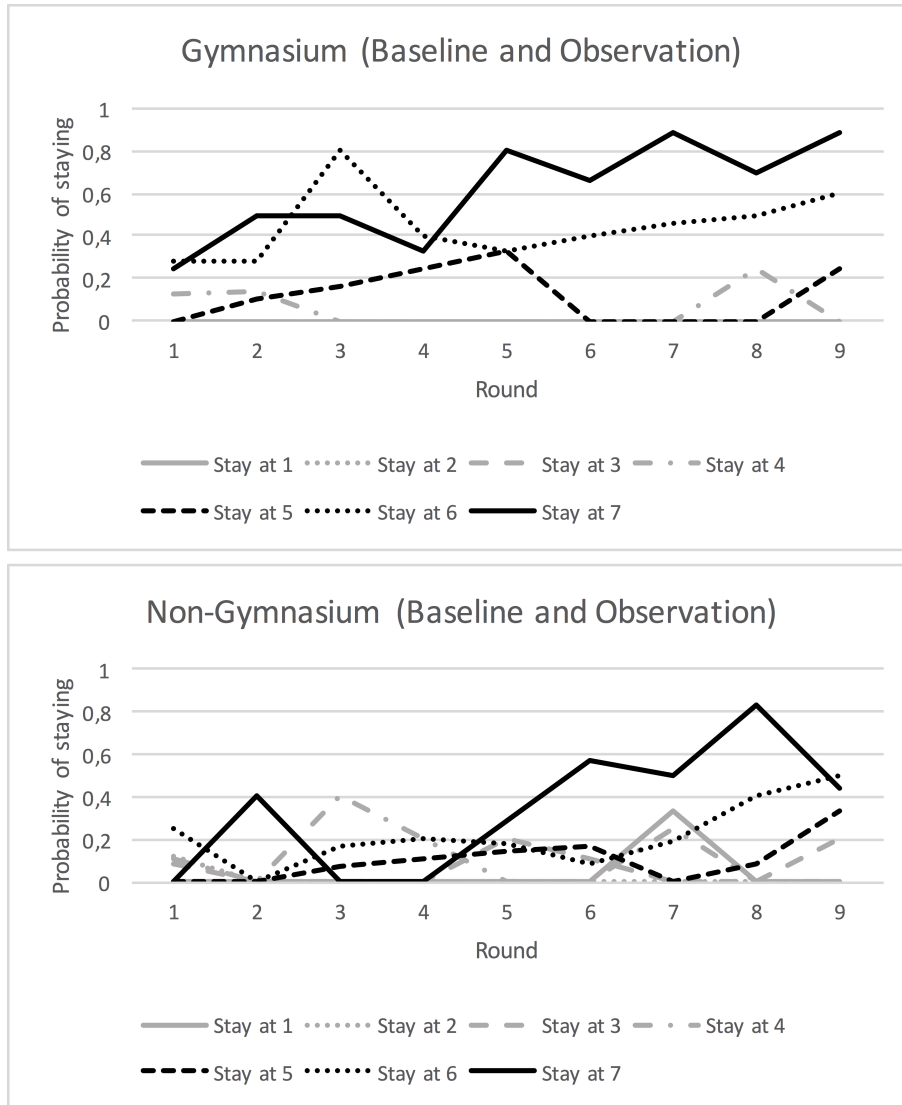 Gymnasium (Baseline and Observation)
Probability of staying
1
0,8
0,6
0,4
0,2
0
1 2 3 4 5 6 7 8 9
Round
Stay at 1 Stay at 2 Stay at 3 Stay at 4
Stay at 5 Stay at 6 Stay at 7
Non-Gymnasium (Baseline and Observation)
Probability of staying
1
0,8
0,6
0,4
0,2
0
1 2 3 4 5 6 7 8 9
Round
Stay at 1 Stay at 2 Stay at 3 Stay at 4
Stay at 5 Stay at 6 Stay at 7